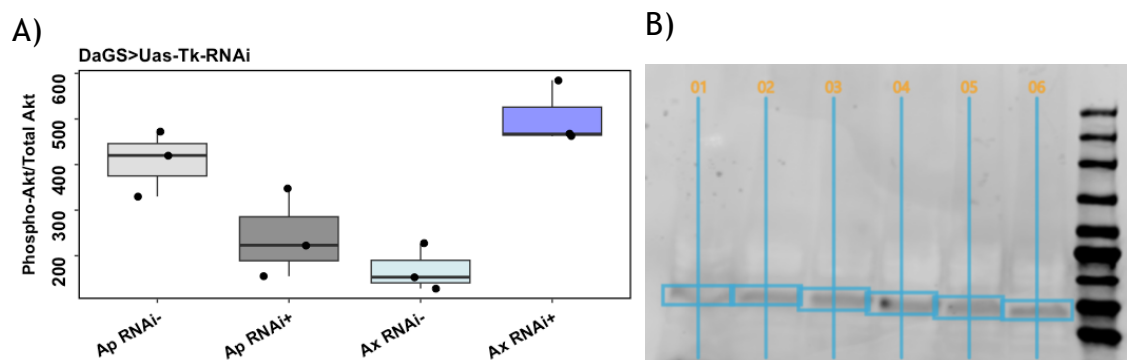 A)
DaGS>Uas-Tk-RNAi
Phospho-Akt/Total Akt
600
500
400
300
200
Ap RNAi-
Ap RNAi+
Ax RNAi-
Ax RNAi+
B)
01 02 03 04 05 06